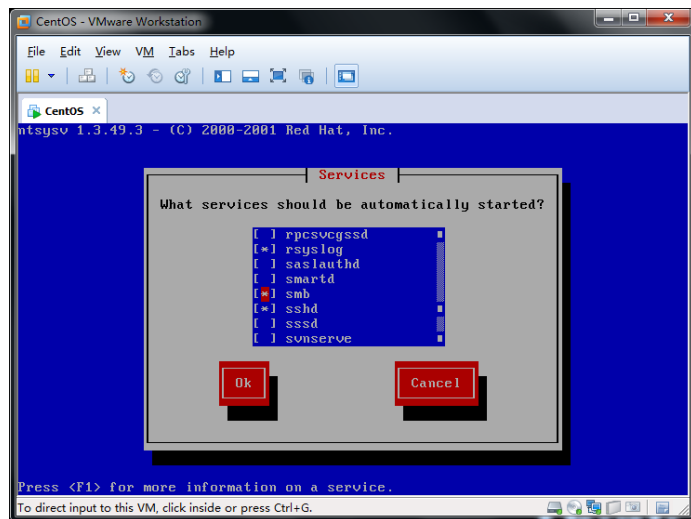 CentOS - VMware Workstation
File Edit View VM Tabs Help
CentOS
ntsysv 1.3.49.3 - (C) 2000-2001 Red Hat, Inc.
Services
What services should be automatically started?
[ ] rpcsvcgssd
[*] rsyslog
[ ] saslauthd
[ ] smartd
[*] smb
[*] sshd
[ ] sssd
[ ] svnserve
Ok Cancel
Press <F1> for more information on a service.
To direct input to this VM, click inside or press Ctrl+G.